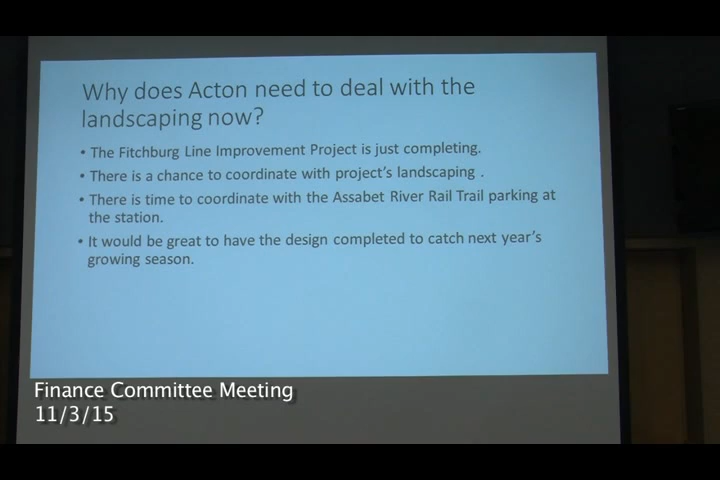 Why does Acton need to deal with the
landscaping now?
• The Fitchburg Line Improvement Project is just completing.
• There is a chance to coordinate with project's landscaping .
• There is time to coordinate with the Assabet River Rail Trail parking at
the station.
• It would be great to have the design completed to catch next year's
growing season.
Finance Committee Meeting
11/3/15